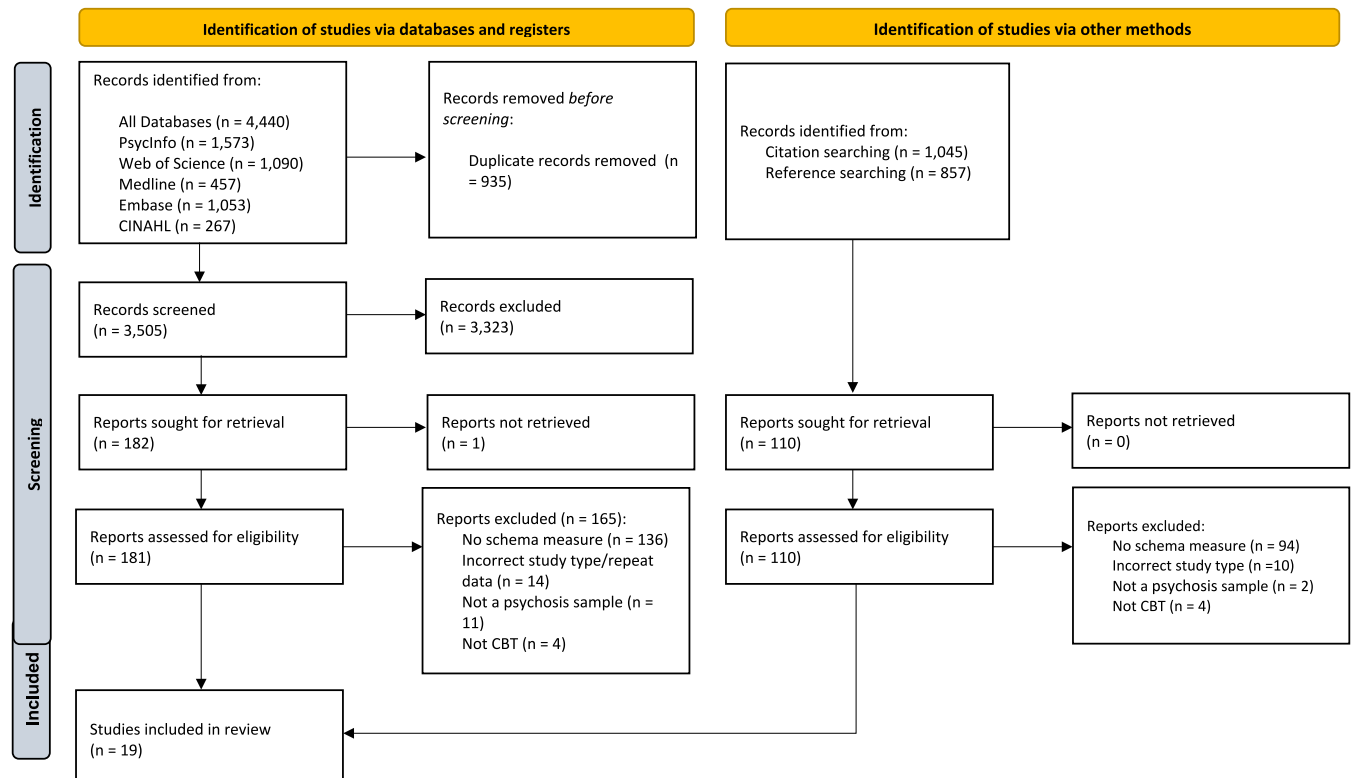 Identification of studies via databases and registers
Identification of studies via other methods
Identification
Records identified from:
All Databases (n = 4,440)
PsycInfo (n = 1,573)
Web of Science (n = 1,090)
Medline (n = 457)
Embase (n = 1,053)
CINAHL (n = 267)
Records removed before
screening:
Duplicate records removed (n
= 935)
Records identified from:
Citation searching (n = 1,045)
Reference searching (n = 857)
Screening
Records screened
(n = 3,505)
Records excluded
(n = 3,323)
Reports sought for retrieval
(n = 182)
Reports not retrieved
(n = 1)
Reports sought for retrieval
(n = 110)
Reports not retrieved
(n = 0)
Reports assessed for eligibility
(n = 181)
Reports excluded (n = 165):
No schema measure (n = 136)
Incorrect study type/repeat
data (n = 14)
Not a psychosis sample (n =
11)
Not CBT (n = 4)
Reports assessed for eligibility
(n = 110)
Reports excluded:
No schema measure (n = 94)
Incorrect study type (n =10)
Not a psychosis sample (n = 2)
Not CBT (n = 4)
Included
Studies included in review
(n = 19)